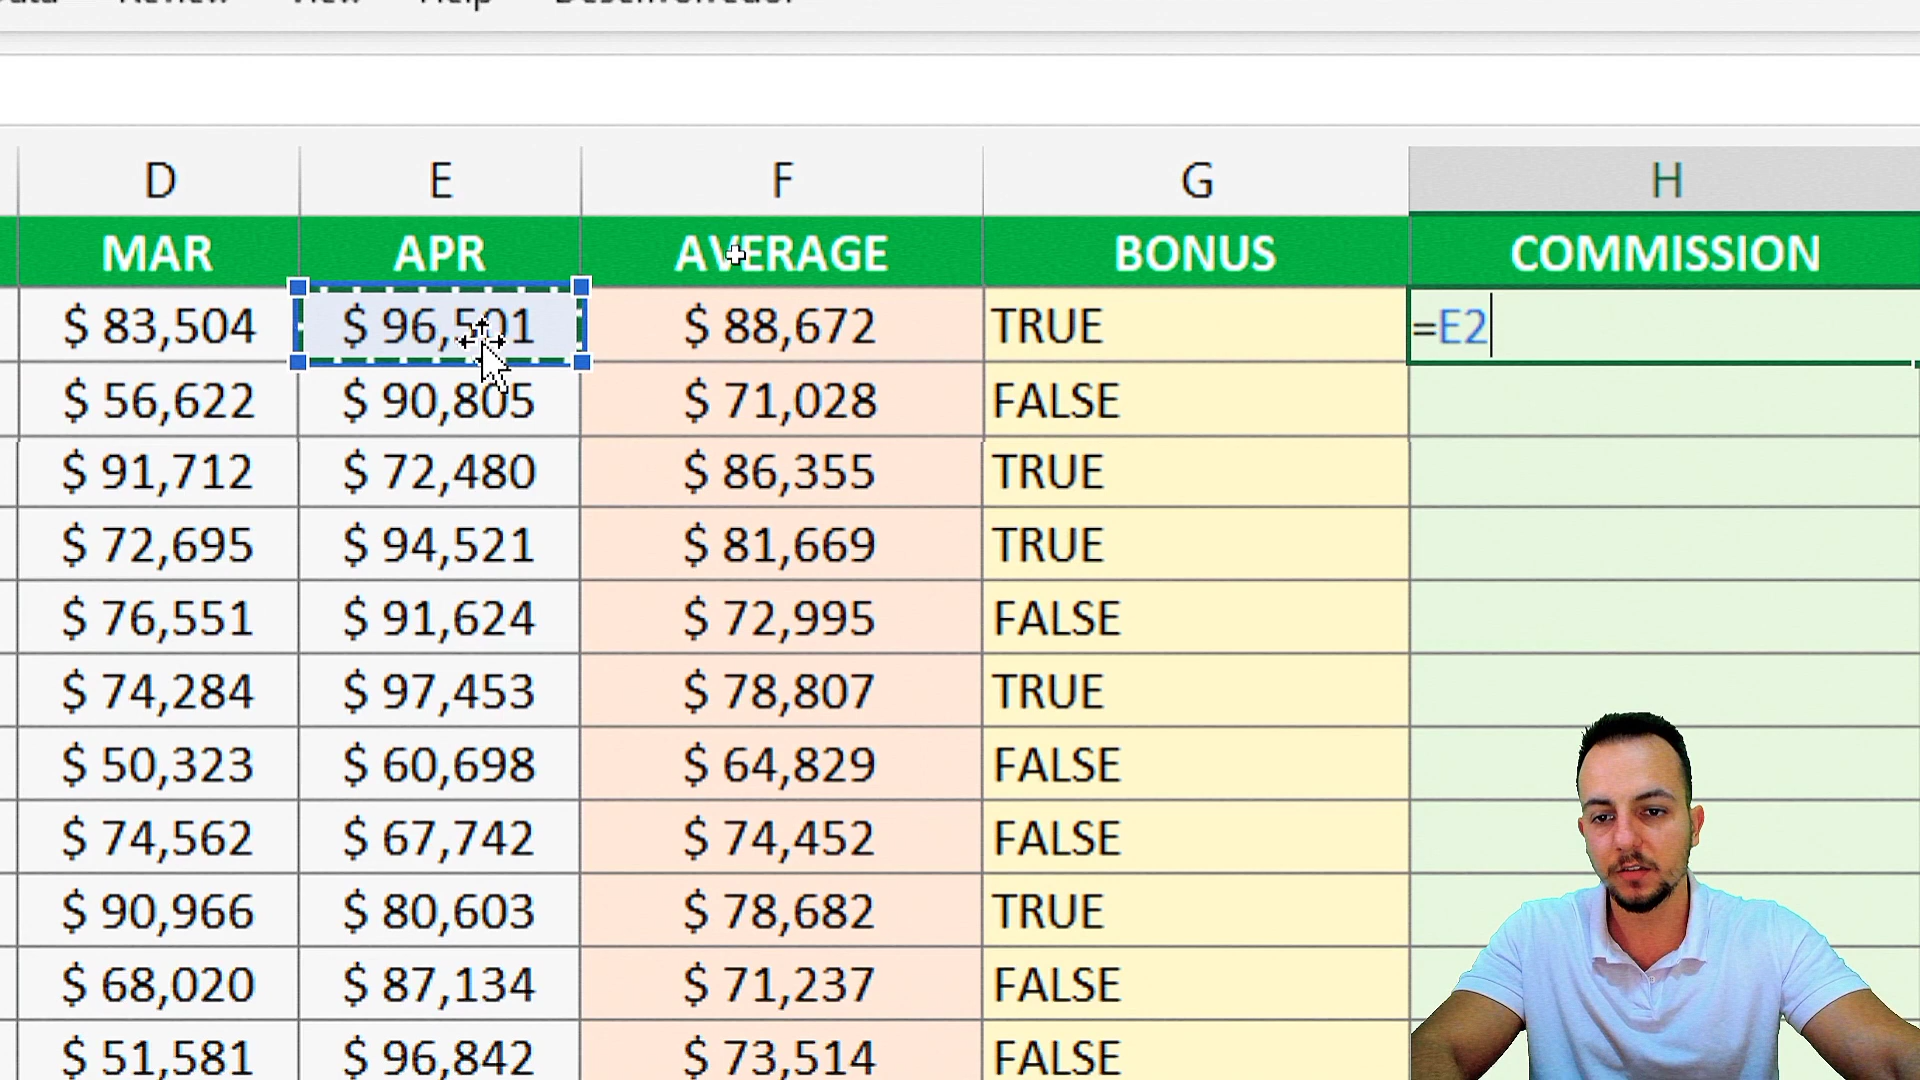 Review View Help Desenvolvedor
D E F G H
MAR APR AVERAGE BONUS COMMISSION
$ 83,504 $ 96,501 $ 88,672 TRUE =E2
$ 56,622 $ 90,805 $ 71,028 FALSE
$ 91,712 $ 72,480 $ 86,355 TRUE
$ 72,695 $ 94,521 $ 81,669 TRUE
$ 76,551 $ 91,624 $ 72,995 FALSE
$ 74,284 $ 97,453 $ 78,807 TRUE
$ 50,323 $ 60,698 $ 64,829 FALSE
$ 74,562 $ 67,742 $ 74,452 FALSE
$ 90,966 $ 80,603 $ 78,682 TRUE
$ 68,020 $ 87,134 $ 71,237 FALSE
$ 51,581 $ 96,842 $ 73,514 FALSE